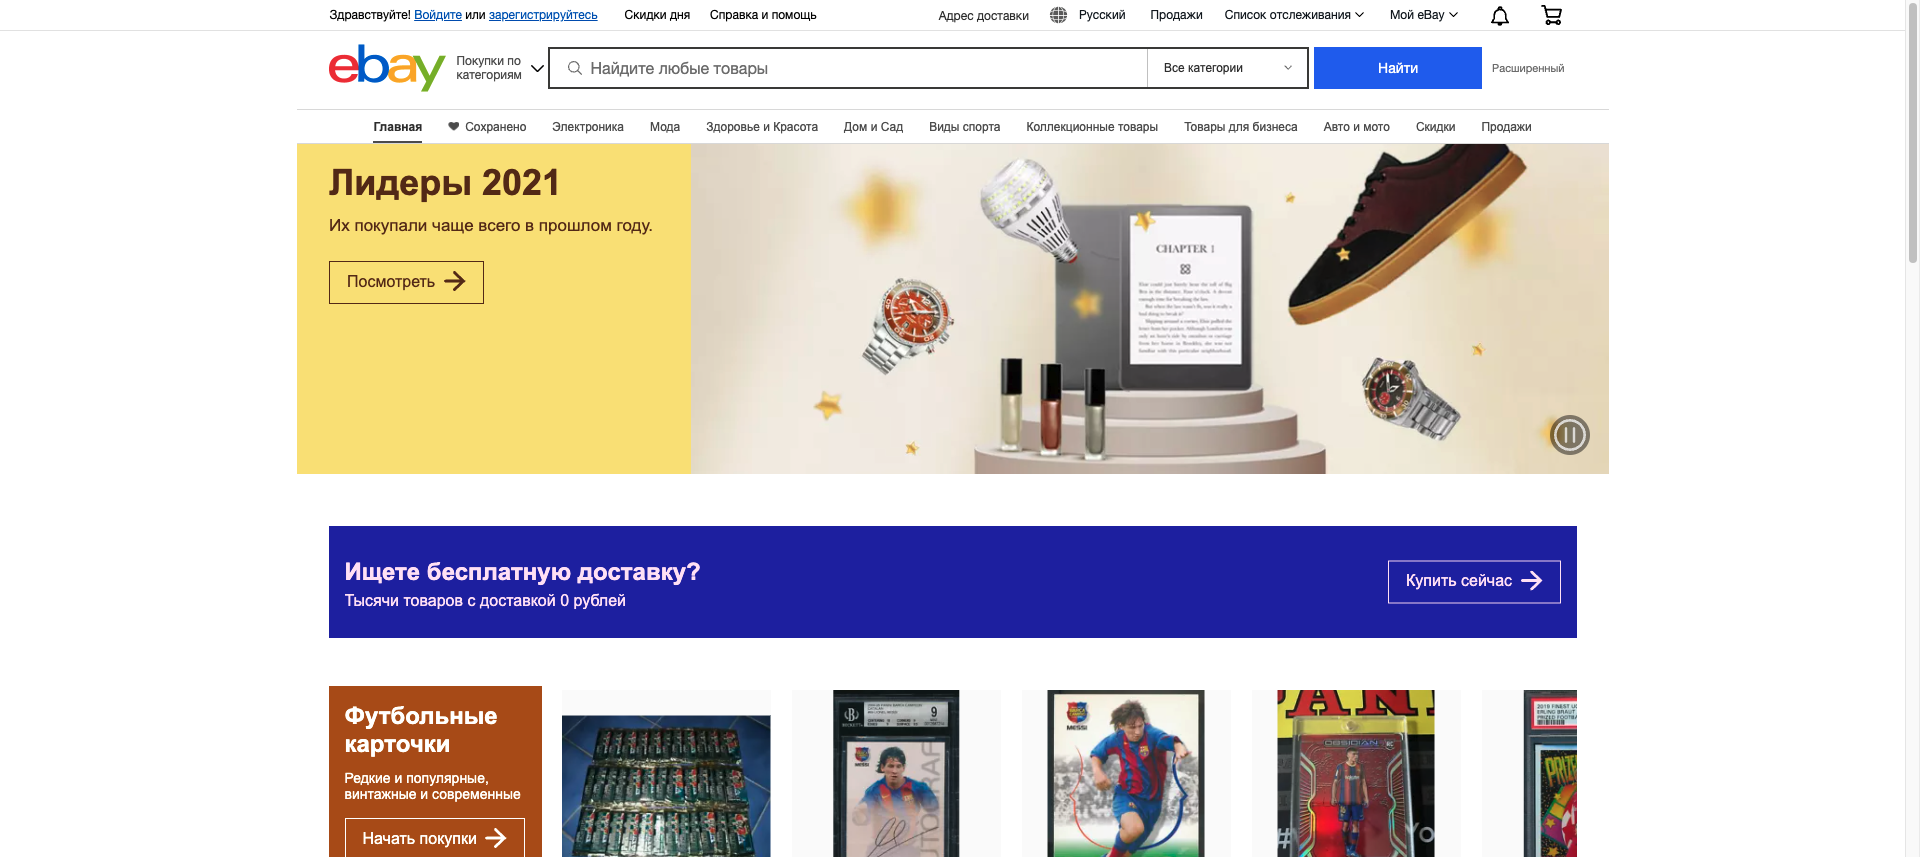 Здравствуйте! Войдите или зарегистрируйтесь
Скидки дня
Справка и помощь
Адрес доставки
Русский
Продажи
Список отслеживания
Мой eBay
ebay
Покупки по
категориям
Найдите любые товары
Все категории
Найти
Расширенный
Главная
Сохранено
Электроника
Мода
Здоровье и Красота
Дом и Сад
Виды спорта
Коллекционные товары
Товары для бизнеса
Авто и мото
Скидки
Продажи
Лидеры 2021
Их покупали чаще всего в прошлом году.
Посмотреть
CHAPTER 1
Ищете бесплатную доставку?
Тысячи товаров с доставкой 0 рублей
Купить сейчас
Футбольные
карточки
Редкие и популярные,
винтажные и современные
Начать покупки
9
MESSI
OBSIDIAN